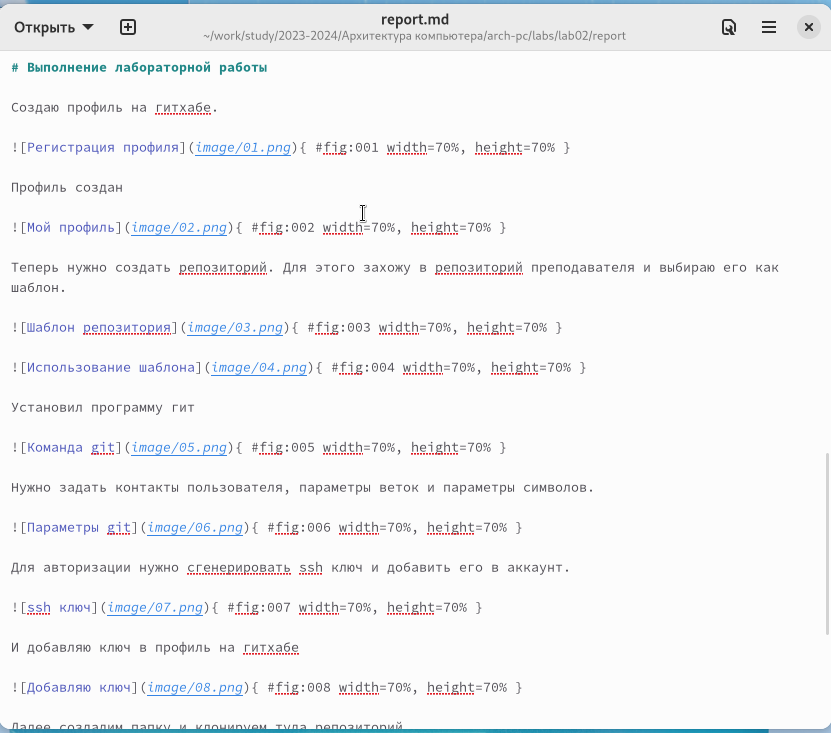 Открыть
report.md
~/work/study/2023-2024/Архитектура компьютера/arch-pc/labs/lab02/report
# Выполнение лабораторной работы
Создаю профиль на гитхабе.
![Регистрация профиля](image/01.png){ #fig:001 width=70%, height=70% }
Профиль создан
![Мой профиль](image/02.png){ #fig:002 width=70%, height=70% }
Теперь нужно создать репозиторий. Для этого захожу в репозиторий преподавателя и выбираю его как
шаблон.
![Шаблон репозитория](image/03.png){ #fig:003 width=70%, height=70% }
![Использование шаблона](image/04.png){ #fig:004 width=70%, height=70% }
Установил программу гит
![Команда git](image/05.png){ #fig:005 width=70%, height=70% }
Нужно задать контакты пользователя, параметры веток и параметры символов.
![Параметры git](image/06.png){ #fig:006 width=70%, height=70% }
Для авторизации нужно сгенерировать ssh ключ и добавить его в аккаунт.
![ssh ключ](image/07.png){ #fig:007 width=70%, height=70% }
И добавляю ключ в профиль на гитхабе
![Добавляю ключ](image/08.png){ #fig:008 width=70%, height=70% }
Далее создадим папку и клонируем туда репозиторий